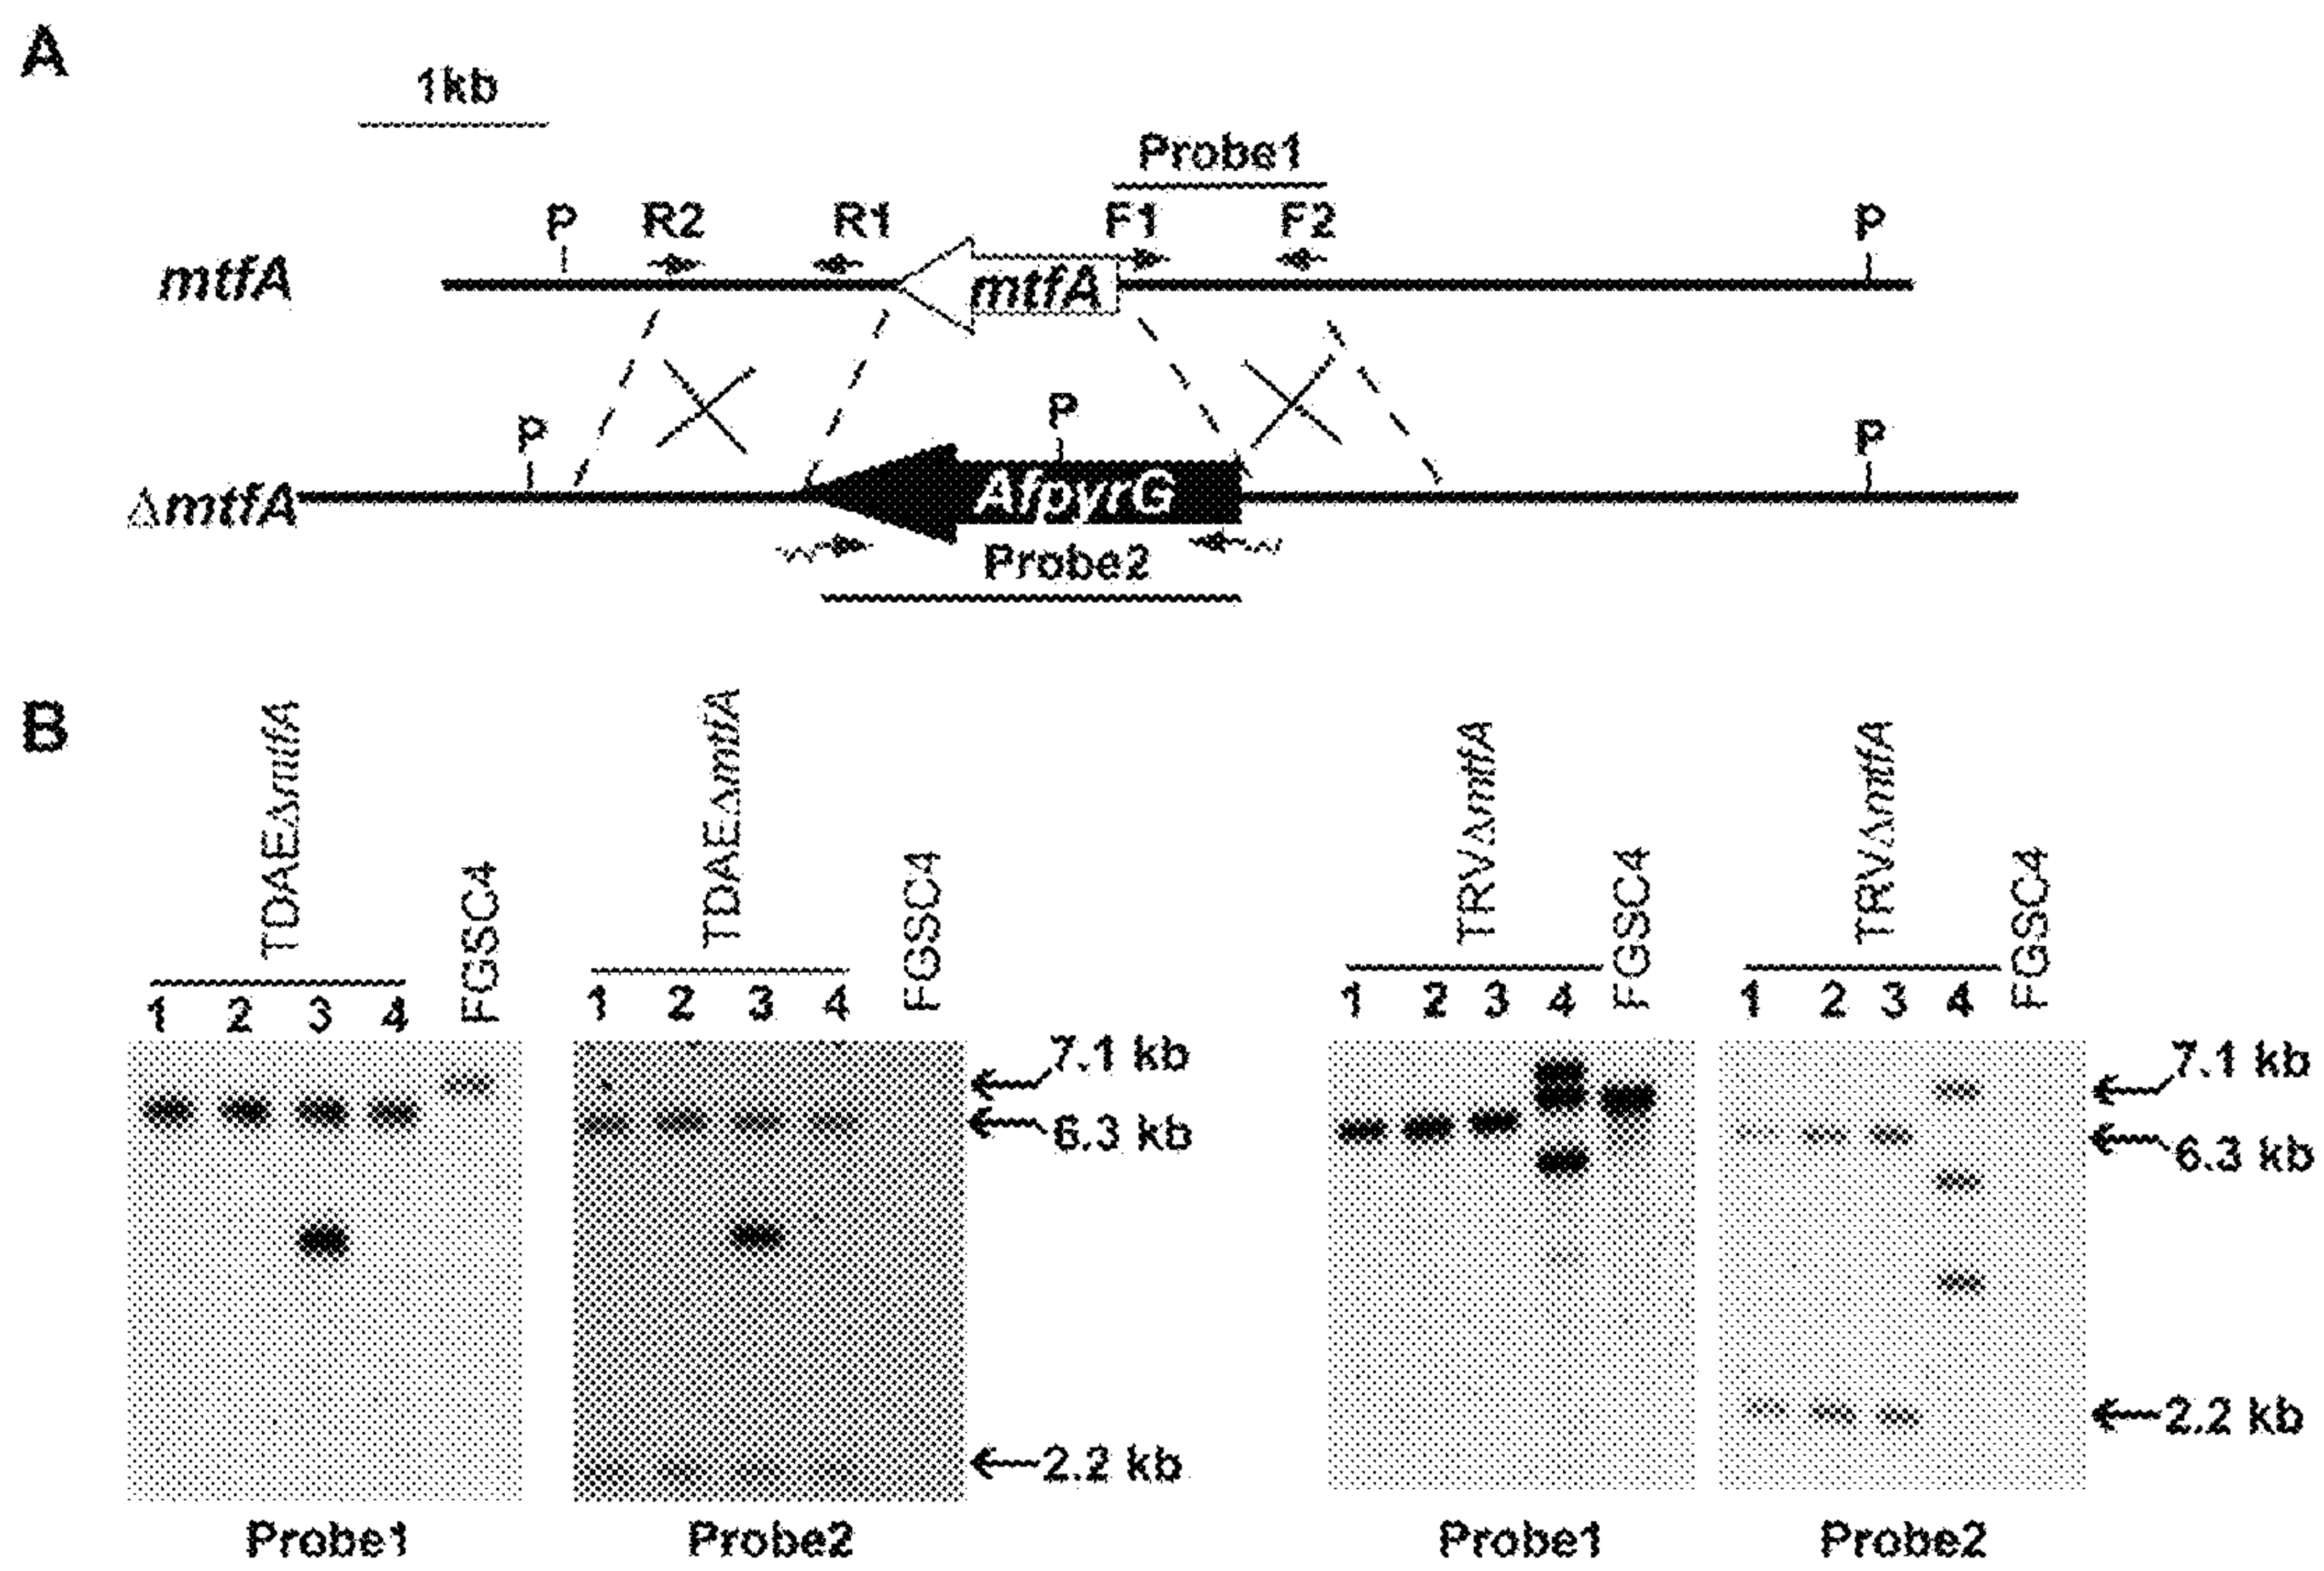 A
1kb
Probe1
P R2 R1 F1 F2 P
mtfA mtfA
P P P
ΔmtfA AfpyrG
Probe2
B
TDAEΔmtfA FGSC4 TDAEΔmtfA FGSC4 TRVΔmtfA FGSC4 TRVΔmtfA FGSC4
1 2 3 4 1 2 3 4 1 2 3 4 1 2 3 4
7.1 kb 7.1 kb
6.3 kb 6.3 kb
2.2 kb 2.2 kb
Probe1 Probe2 Probe1 Probe2